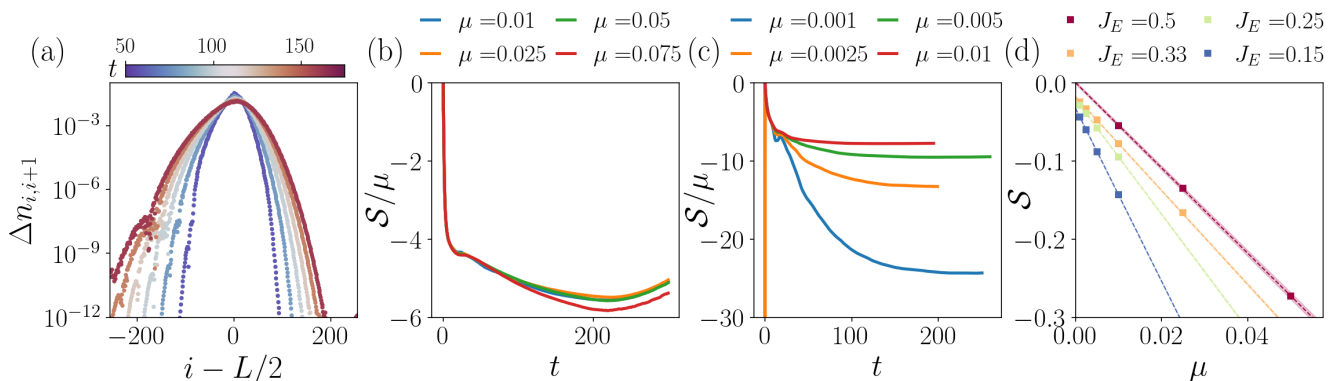 (a)
50 100 150
t
10⁻³
10⁻⁶
10⁻⁹
10⁻¹²
Δn_{i,i+1}
−200 0 200
i − L/2
(b)
μ =0.01 μ =0.05
μ =0.025 μ =0.075
0
−2
−4
−6
S/μ
0 200
t
(c)
μ =0.001 μ =0.005
μ =0.0025 μ =0.01
0
−10
−20
−30
S/μ
0 100 200
t
(d)
J_E =0.5 J_E =0.25
J_E =0.33 J_E =0.15
0.0
−0.1
−0.2
−0.3
S
0.00 0.02 0.04
μ